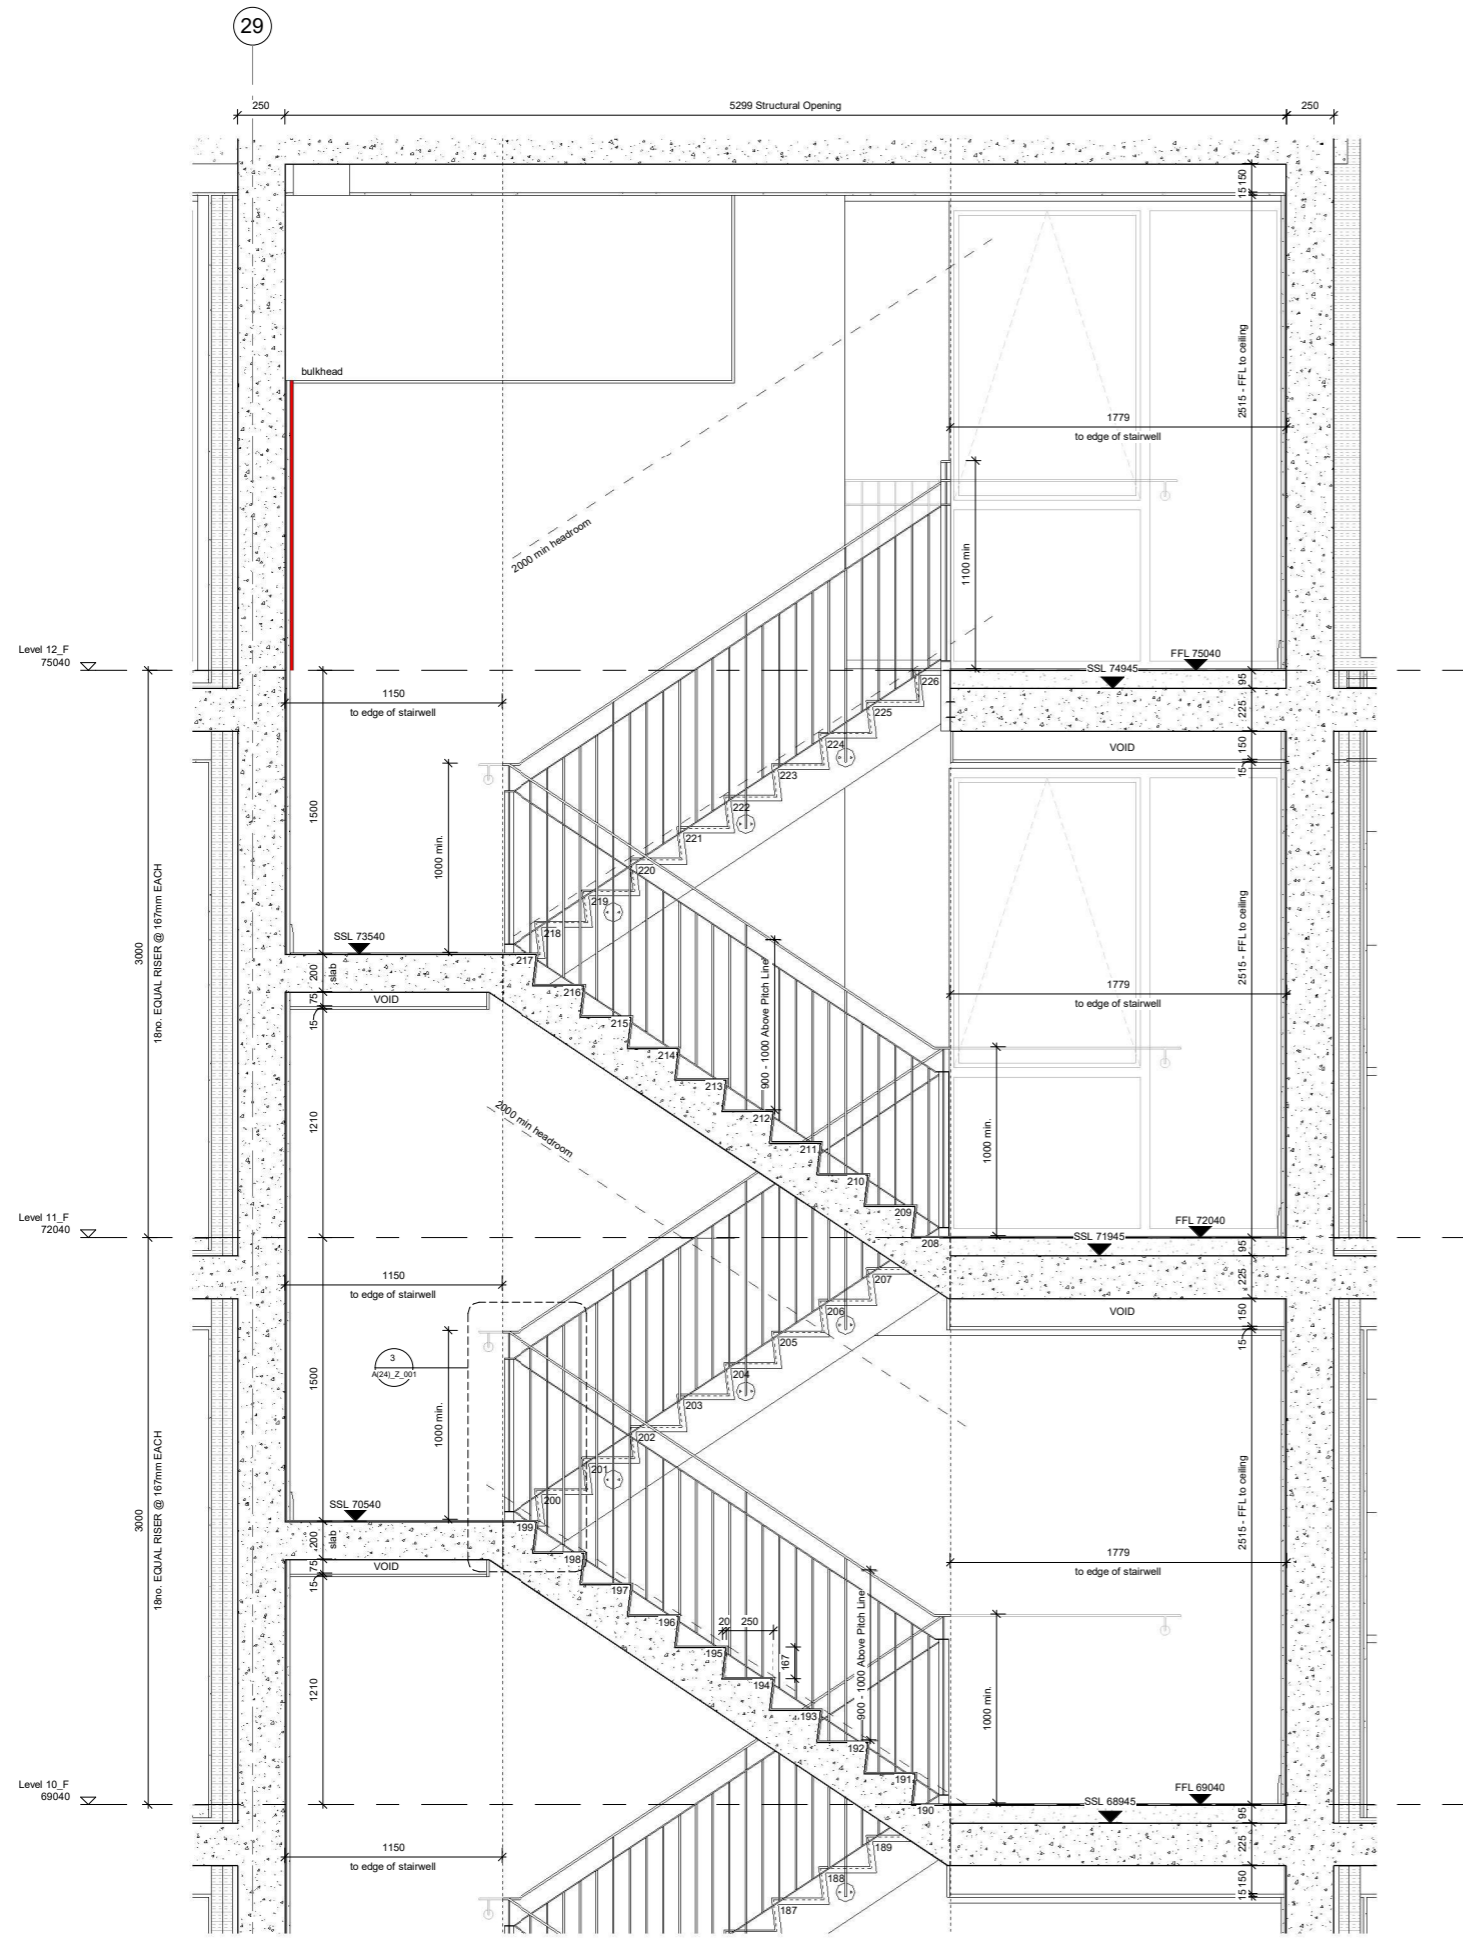 29
250
5299 Structural Opening
250
15 150
2515 - FFL to ceiling
bulkhead
1779
to edge of stairwell
2000 min headroom
1100 min
Level 12_F
75040
FFL 75040
SSL 74945
95
226
1150
to edge of stairwell
225
225
224
VOID
150
15
223
1500
222
1000 min.
221
220
219
218
3000
18no. EQUAL RISER @ 167mm EACH
SSL 73540
217
900 - 1000 Above Pitch Line
2515 - FFL to ceiling
200
slab
216
1779
to edge of stairwell
75
VOID
15
215
214
213
212
1210
2000 min headroom
211
1000 min.
210
209
Level 11_F
72040
FFL 72040
SSL 71945
208
95
1150
to edge of stairwell
207
225
206
VOID
150
15
205
3
A(24)_Z_001
204
1500
203
1000 min.
202
201
200
3000
18no. EQUAL RISER @ 167mm EACH
SSL 70540
199
2515 - FFL to ceiling
200
slab
198
1779
to edge of stairwell
75
VOID
15
197
900 - 1000 Above Pitch Line
196
20
250
195
167
194
1210
193
1000 min.
192
191
Level 10_F
69040
FFL 69040
SSL 68945
190
95
1150
to edge of stairwell
189
225
188
15 150
187